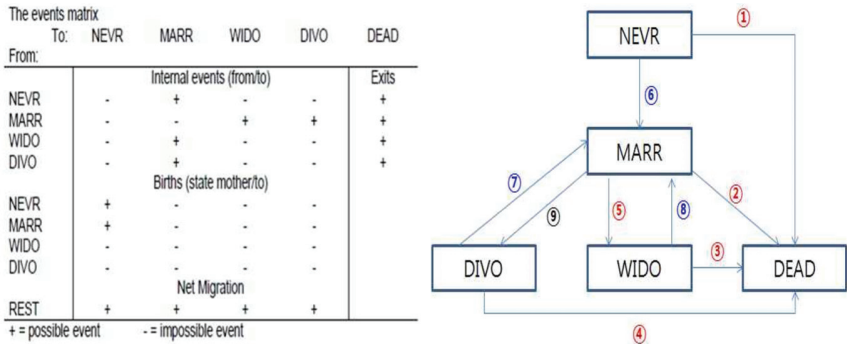 The events matrix
To: NEVR MARR WIDO DIVO DEAD
From:
Internal events (from/to) Exits
NEVR - + - - +
MARR - - + + +
WIDO - + - - +
DIVO - + - - +
Births (state mother/to)
NEVR + - - -
MARR + - - -
WIDO - - - -
DIVO - - - -
Net Migration
REST + + + +
+ = possible event - = impossible event
NEVR
①
⑥
MARR
⑦
⑨
⑤
⑧
②
DIVO
WIDO
③
DEAD
④